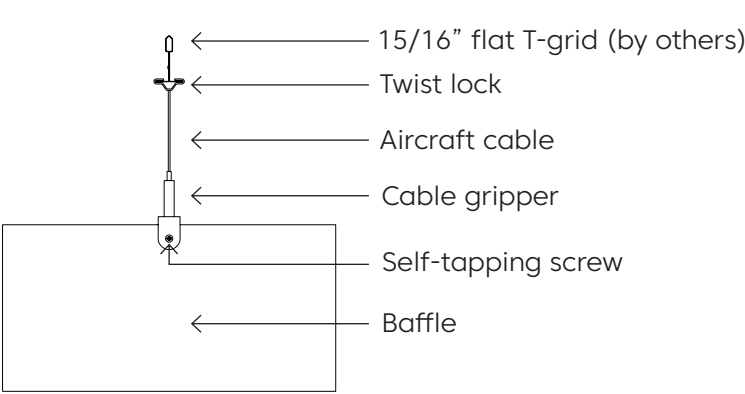 15/16” flat T-grid (by others)
Twist lock
Aircraft cable
Cable gripper
Self-tapping screw
Baffle